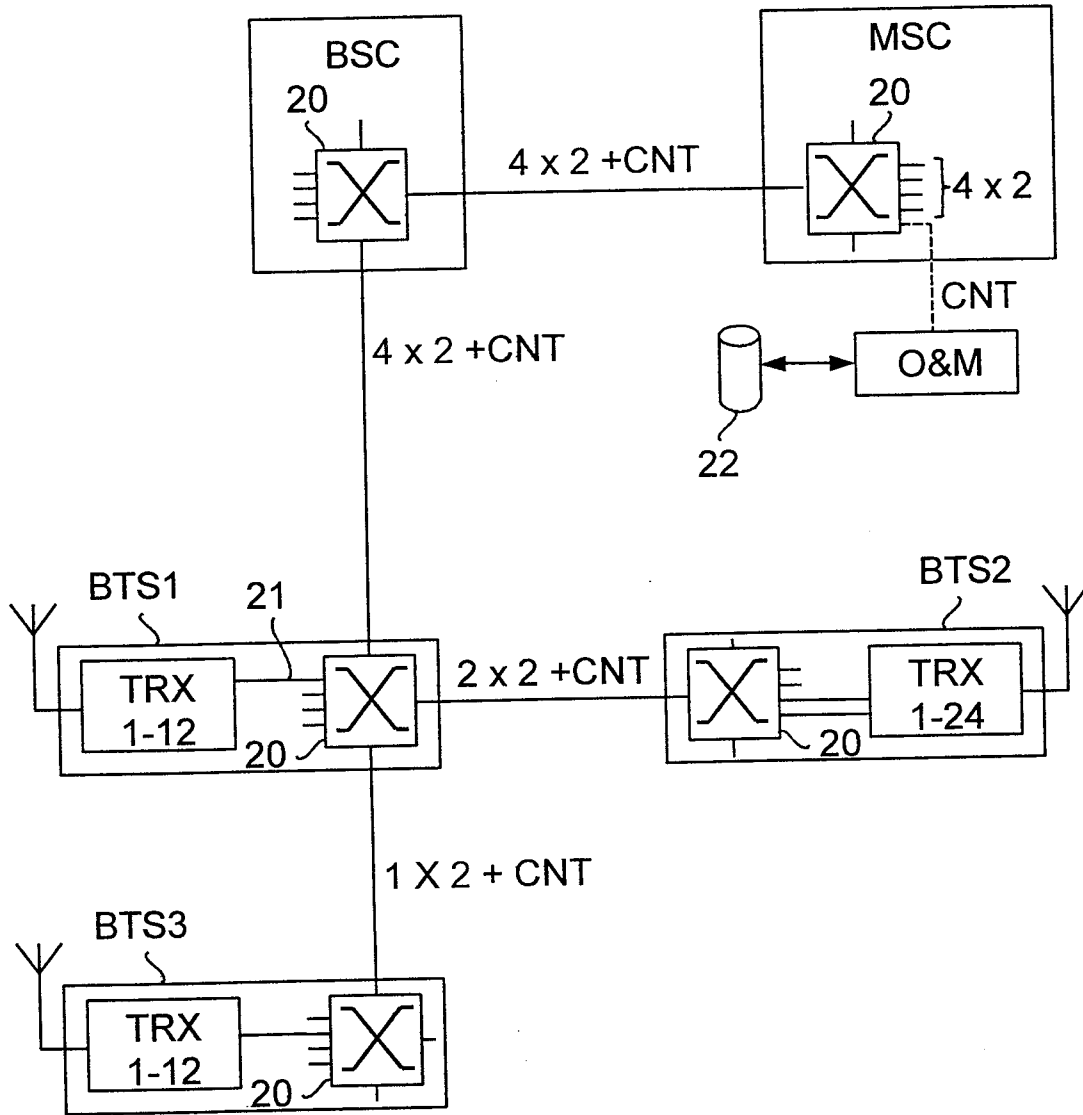 BSC
MSC
20
20
4 x 2 +CNT
4 x 2
CNT
4 x 2 +CNT
O&M
22
BTS1
21
BTS2
TRX
1-12
2 x 2 +CNT
TRX
1-24
20
20
1 X 2 + CNT
BTS3
TRX
1-12
20